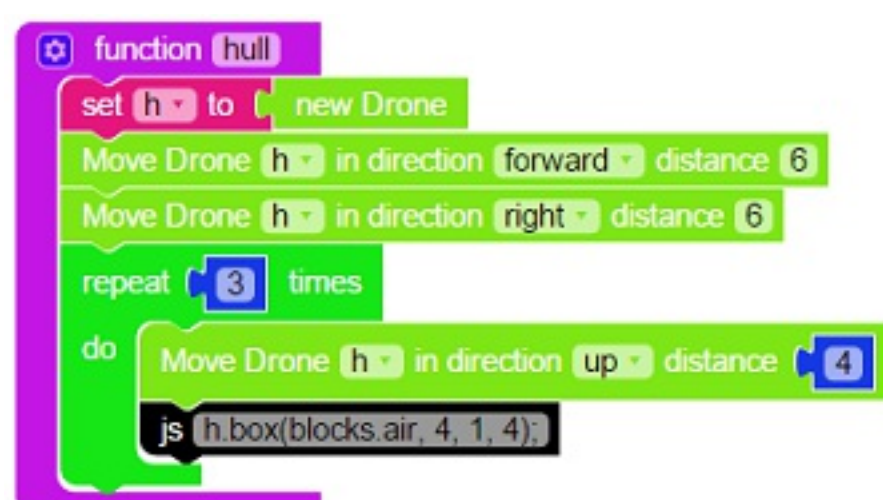 function hull
set h to new Drone
Move Drone h in direction forward distance 6
Move Drone h in direction right distance 6
repeat 3 times
do
Move Drone h in direction up distance 4
js h.box(blocks.air, 4, 1, 4);